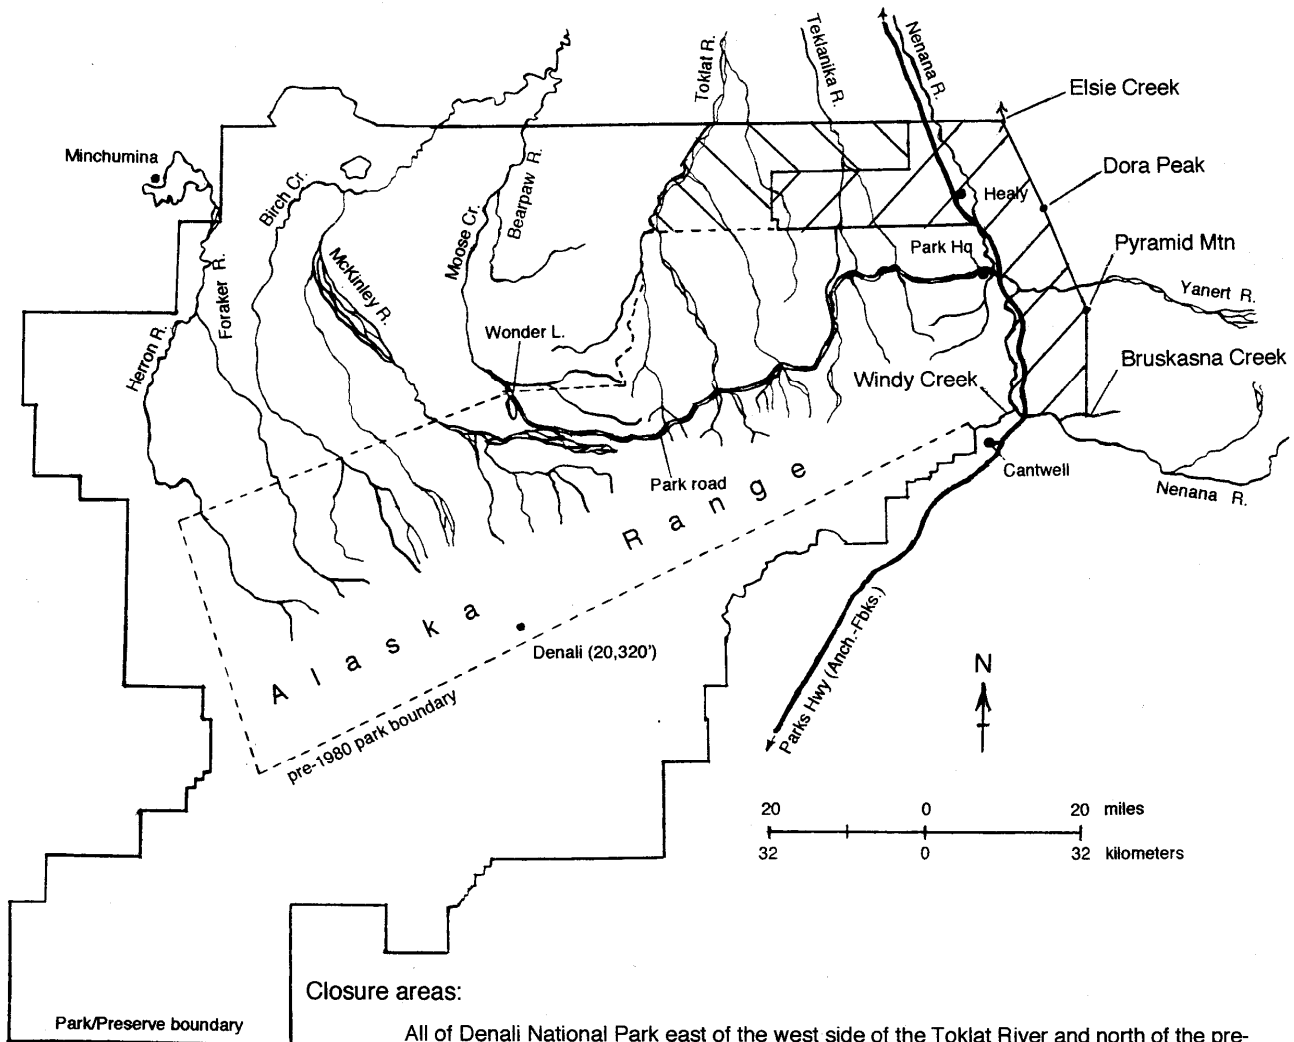 Elsie Creek
Toklat R.
Teklanika R.
Nenana R.
Minchumina
Birch Cr.
Bearpaw R.
Moose Cr.
Healy
Dora Peak
Park Hq
Pyramid Mtn
Yanert R.
Herron R.
Foraker R.
McKinley R.
Wonder L.
Windy Creek
Bruskasna Creek
Cantwell
Nenana R.
Park road
Alaska Range
Denali (20,320')
pre-1980 park boundary
Parks Hwy (Anch.-Fbks.)
N
20 0 20 miles
32 0 32 kilometers
Closure areas:
Park/Preserve boundary
All of Denali National Park east of the west side of the Toklat River and north of the pre-